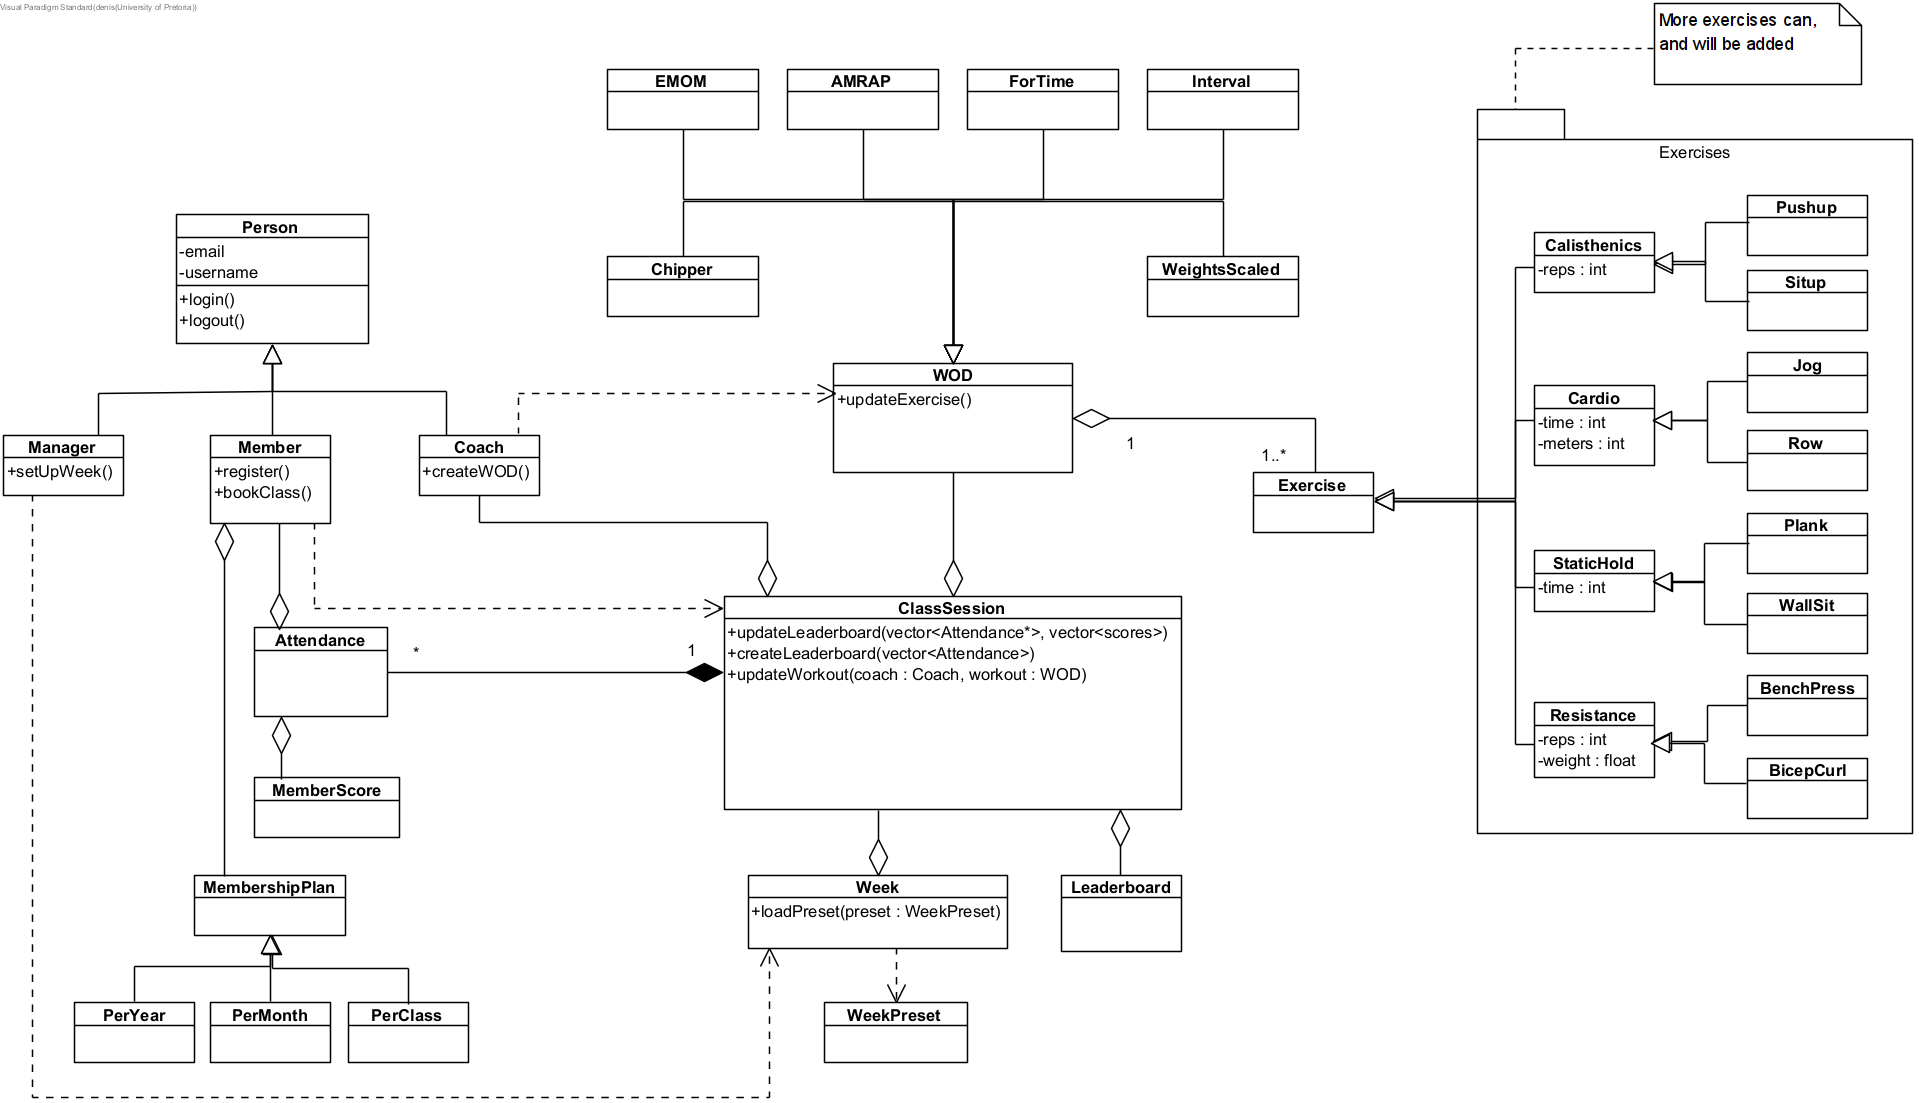 Visual Paradigm Standard(denis(University of Pretoria))
More exercises can,
and will be added
EMOM
AMRAP
ForTime
Interval
Exercises
Chipper
WeightsScaled
Person
-email
-username
+login()
+logout()
WOD
+updateExercise()
1
1..*
Exercise
Manager
+setUpWeek()
Member
+register()
+bookClass()
Coach
+createWOD()
Calisthenics
-reps : int
Pushup
Situp
Cardio
-time : int
-meters : int
Jog
Row
StaticHold
-time : int
Plank
WallSit
Resistance
-reps : int
-weight : float
BenchPress
BicepCurl
ClassSession
+updateLeaderboard(vector<Attendance*>, vector<scores>)
+createLeaderboard(vector<Attendance>)
+updateWorkout(coach : Coach, workout : WOD)
Attendance
*
1
MemberScore
MembershipPlan
Week
+loadPreset(preset : WeekPreset)
Leaderboard
PerYear
PerMonth
PerClass
WeekPreset